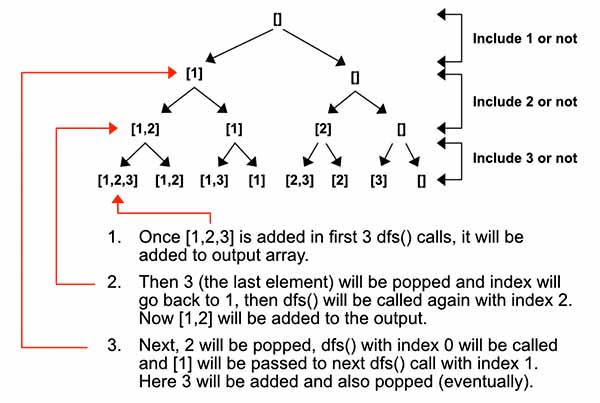 []
Include 1 or not
[1] []
Include 2 or not
[1,2] [1] [2] []
Include 3 or not
[1,2,3] [1,2] [1,3] [1] [2,3] [2] [3] []
1. Once [1,2,3] is added in first 3 dfs() calls, it will be
added to output array.
2. Then 3 (the last element) will be popped and index will
go back to 1, then dfs() will be called again with index 2.
Now [1,2] will be added to the output.
3. Next, 2 will be popped, dfs() with index 0 will be called
and [1] will be passed to next dfs() call with index 1.
Here 3 will be added and also popped (eventually).